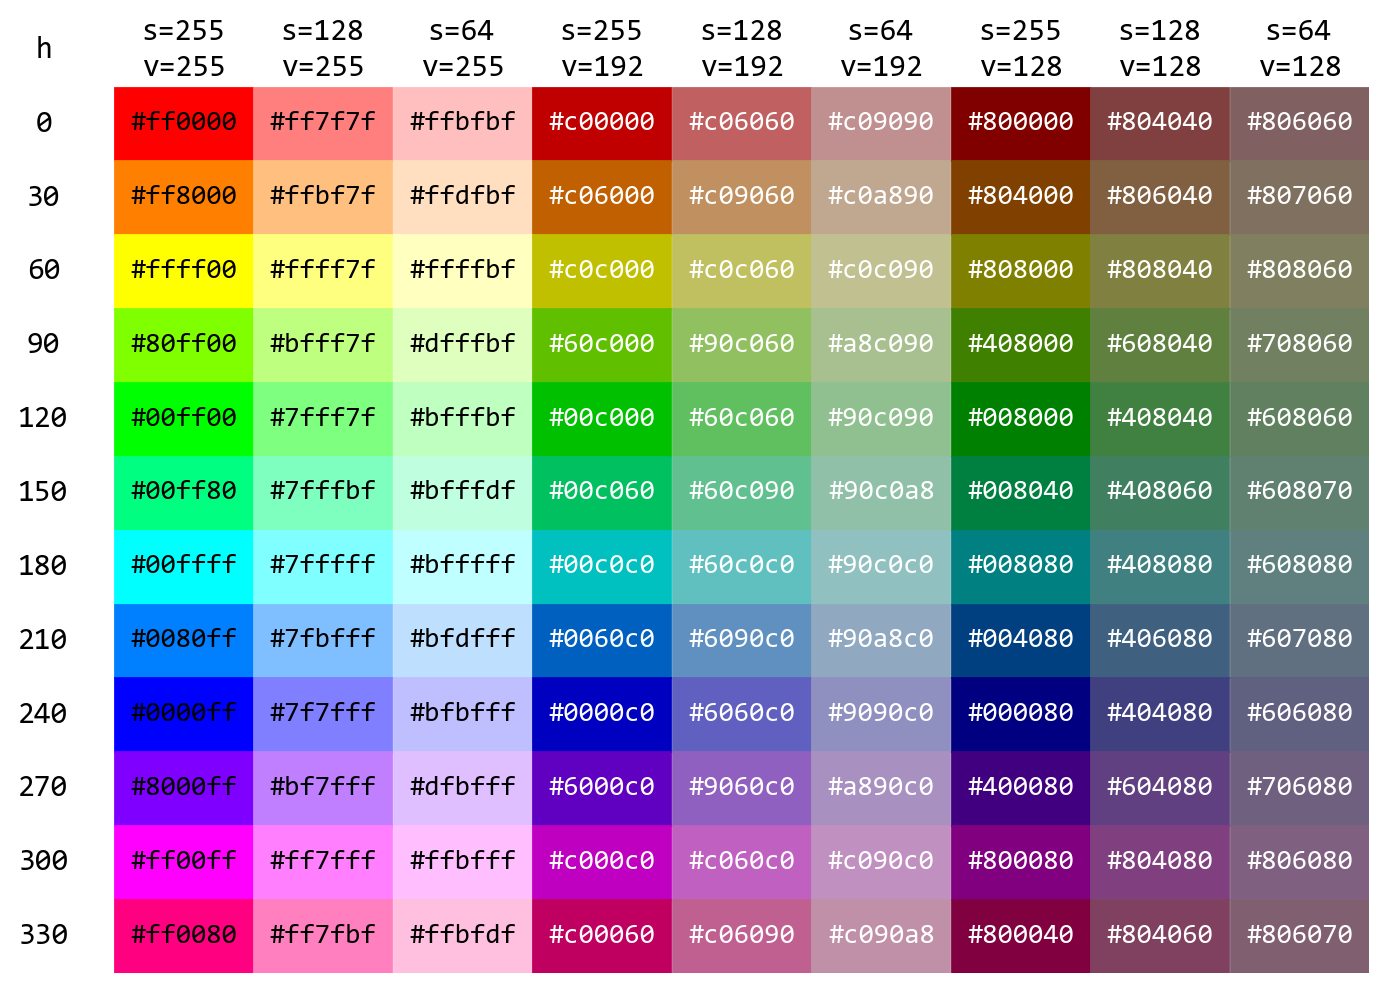 h s=255 s=128 s=64 s=255 s=128 s=64 s=255 s=128 s=64
v=255 v=255 v=255 v=192 v=192 v=192 v=128 v=128 v=128
0 #ff0000 #ff7f7f #ffbfbf #c00000 #c06060 #c09090 #800000 #804040 #806060
30 #ff8000 #ffbf7f #ffdfbf #c06000 #c09060 #c0a890 #804000 #806040 #807060
60 #ffff00 #ffff7f #ffffbf #c0c000 #c0c060 #c0c090 #808000 #808040 #808060
90 #80ff00 #bfff7f #dfffbf #60c000 #90c060 #a8c090 #408000 #608040 #708060
120 #00ff00 #7fff7f #bfffbf #00c000 #60c060 #90c090 #008000 #408040 #608060
150 #00ff80 #7fffbf #bfffdf #00c060 #60c090 #90c0a8 #008040 #408060 #608070
180 #00ffff #7fffff #bfffff #00c0c0 #60c0c0 #90c0c0 #008080 #408080 #608080
210 #0080ff #7fbfff #bfdfff #0060c0 #6090c0 #90a8c0 #004080 #406080 #607080
240 #0000ff #7f7fff #bfbfff #0000c0 #6060c0 #9090c0 #000080 #404080 #606080
270 #8000ff #bf7fff #dfbfff #6000c0 #9060c0 #a890c0 #400080 #604080 #706080
300 #ff00ff #ff7fff #ffbfff #c000c0 #c060c0 #c090c0 #800080 #804080 #806080
330 #ff0080 #ff7fbf #ffbfdf #c00060 #c06090 #c090a8 #800040 #804060 #806070